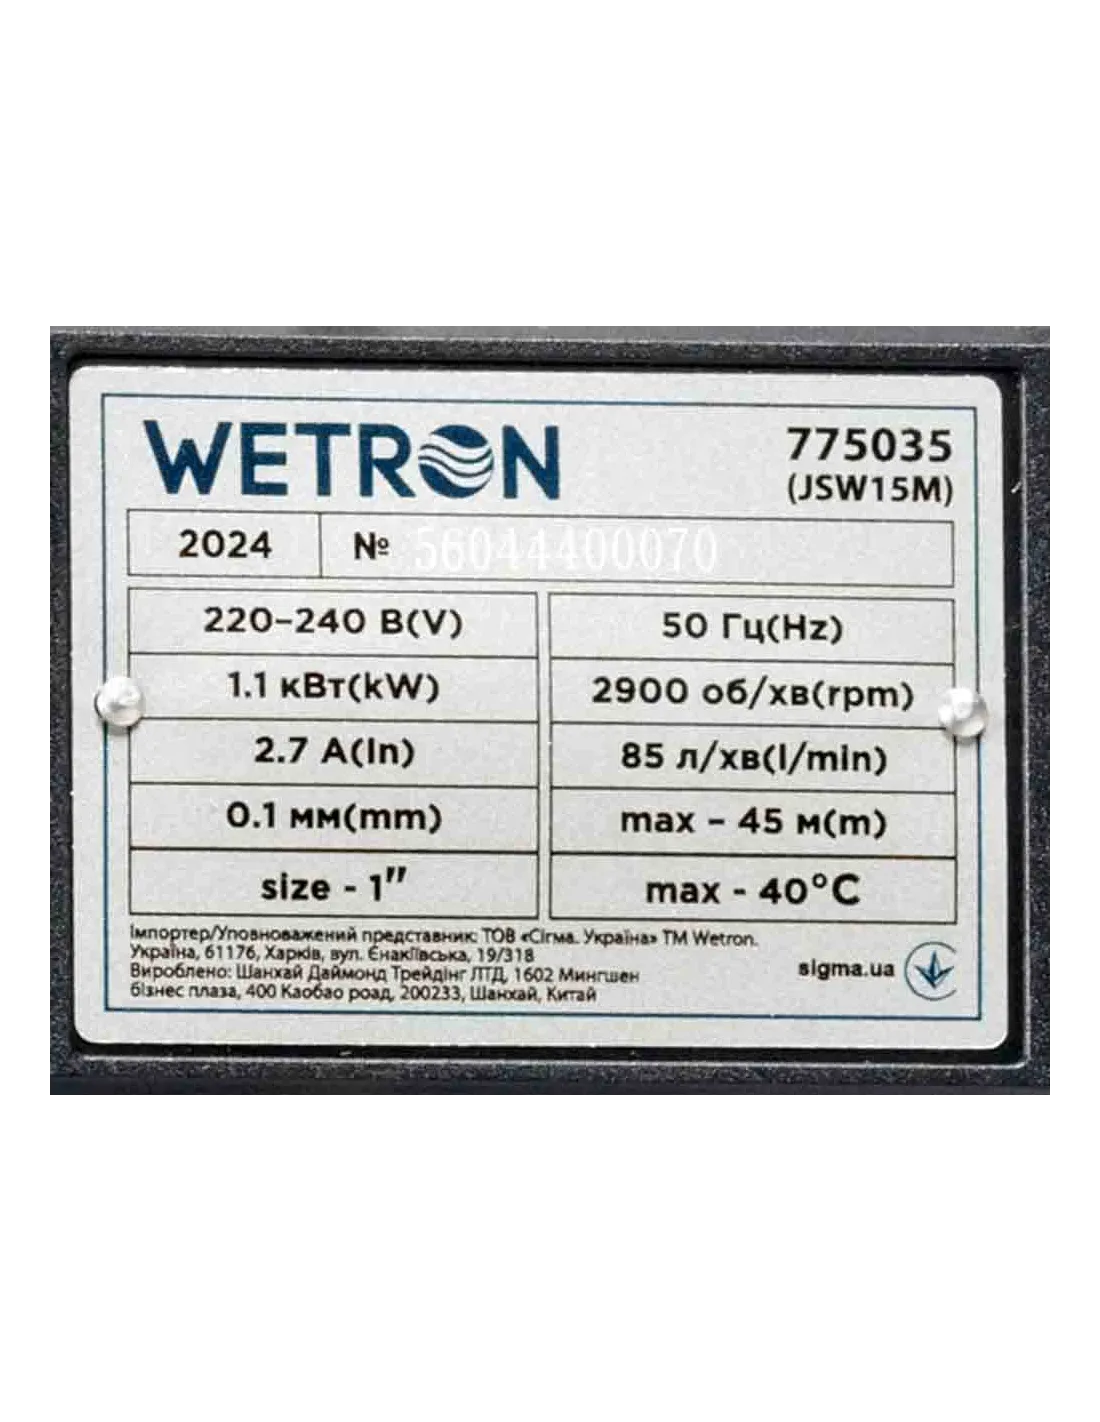 WETRON
775035
(JSW15M)
2024 № 56044400070
220–240 В(V) 50 Гц(Hz)
1.1 кВт(kW) 2900 об/хв(rpm)
2.7 A(In) 85 л/хв(l/min)
0.1 мм(mm) max – 45 м(m)
size - 1" max - 40°C
Імпортер/Уповноважений представник: ТОВ «Сігма. Україна» ТМ Wetron.
Україна, 61176, Харків, вул. Єнакіївська, 19/318
Вироблено: Шанхай Даймонд Трейдінг ЛТД, 1602 Мингшен
бізнес плаза, 400 Каобао роад, 200233, Шанхай, Китай
sigma.ua